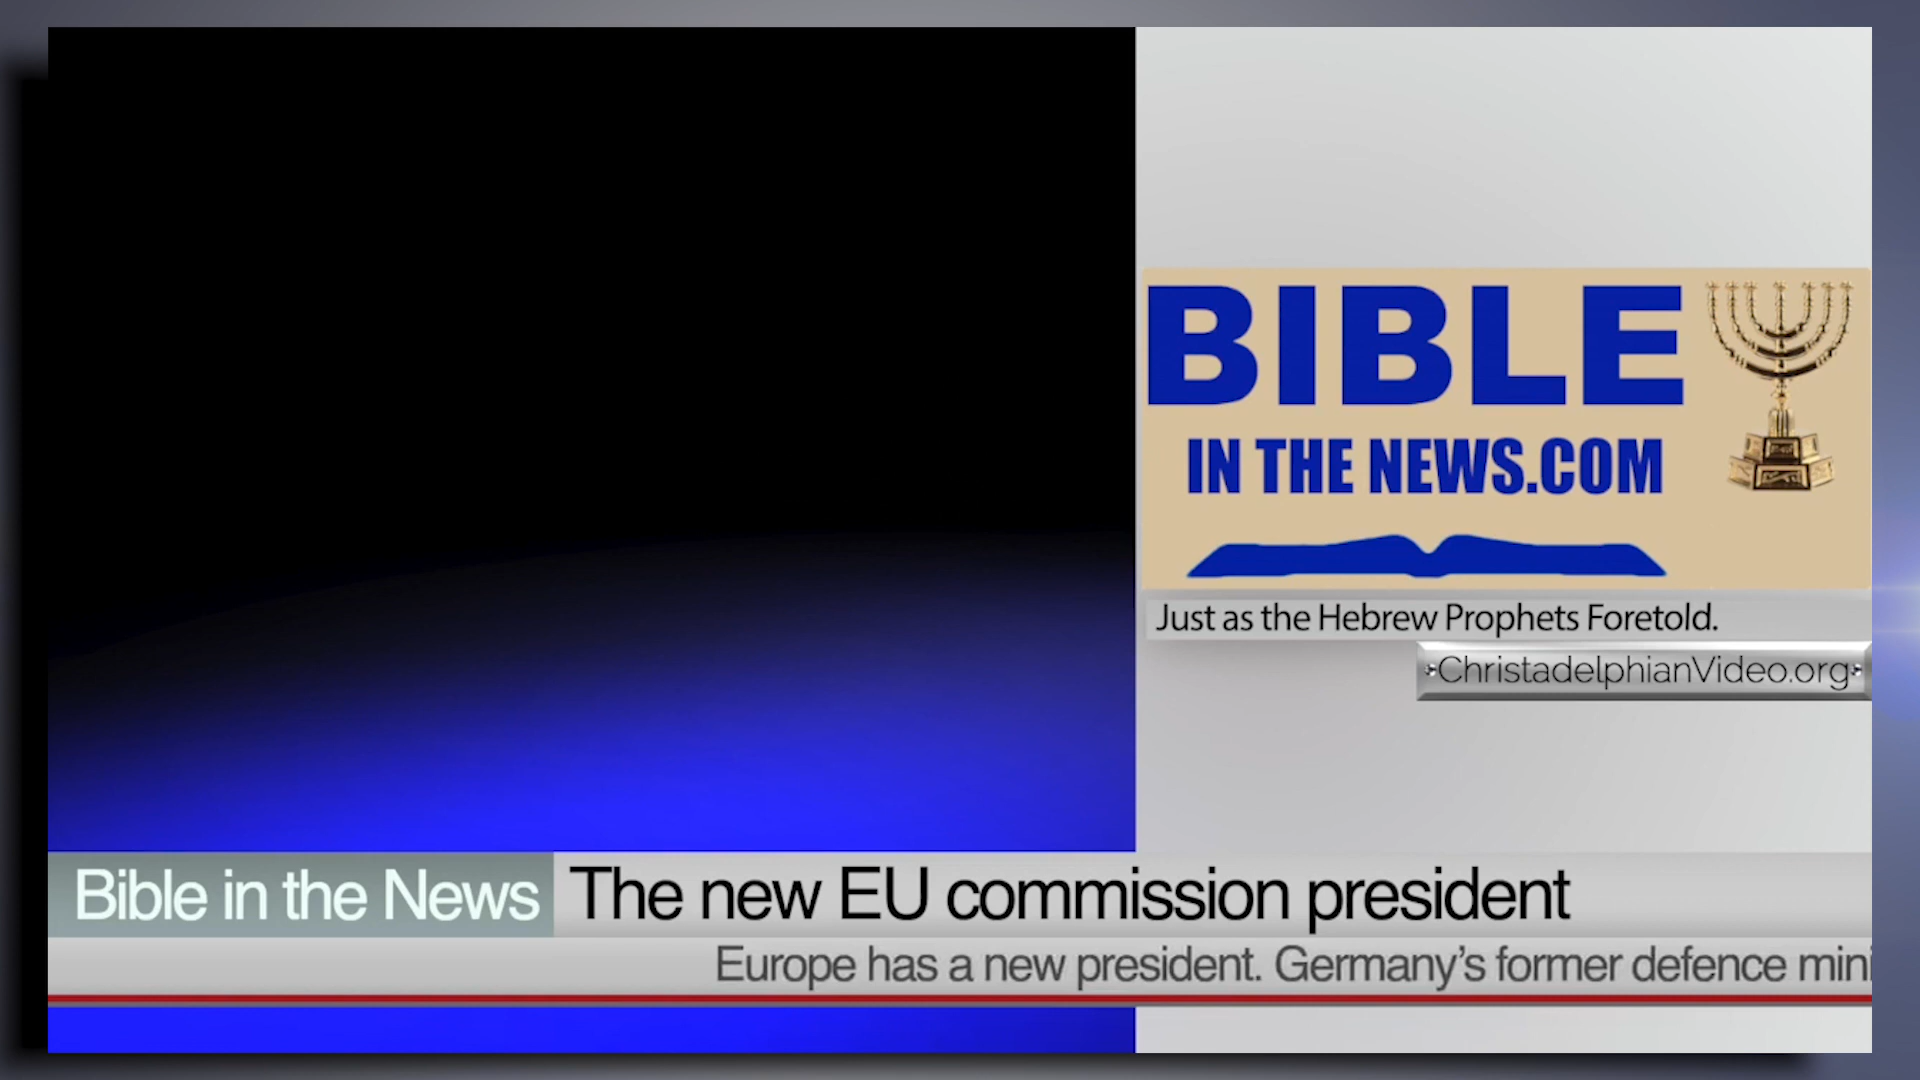 BIBLE
IN THE NEWS.COM
Just as the Hebrew Prophets Foretold.
ChristadelphianVideo.org
Bible in the News
The new EU commission president
Europe has a new president. Germany's former defence mini